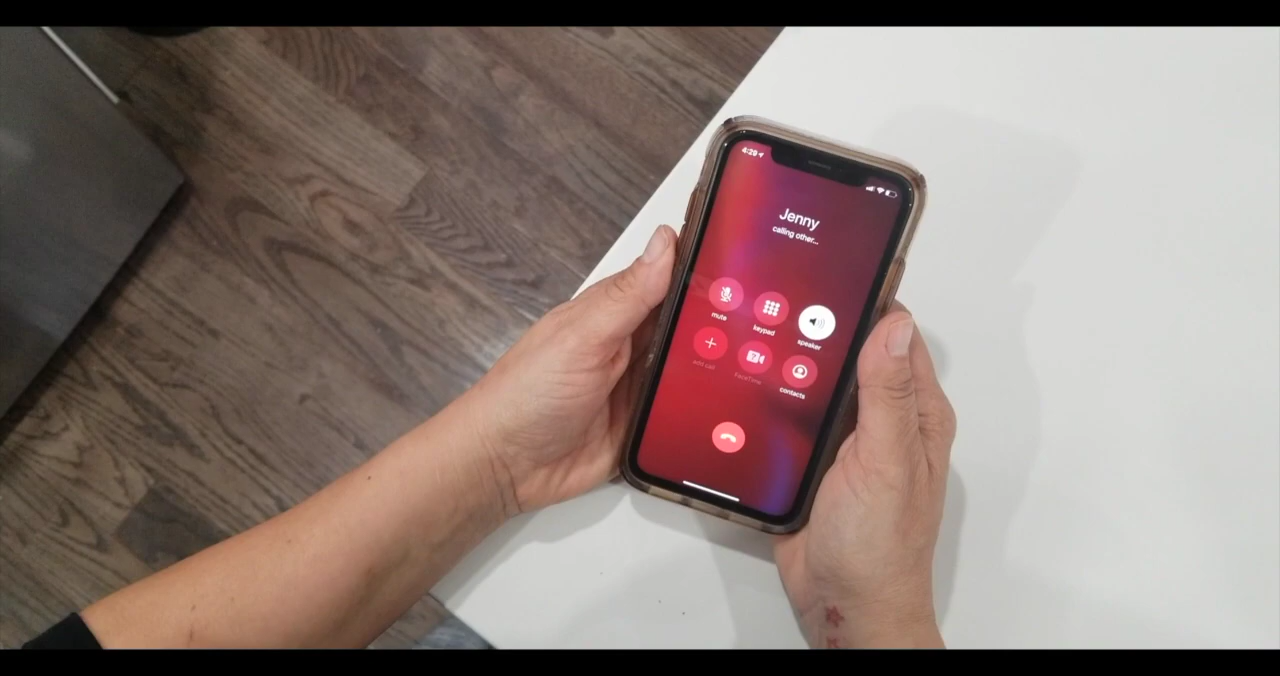 4:29
Jenny
calling other...
mute
keypad
speaker
add call
FaceTime
contacts